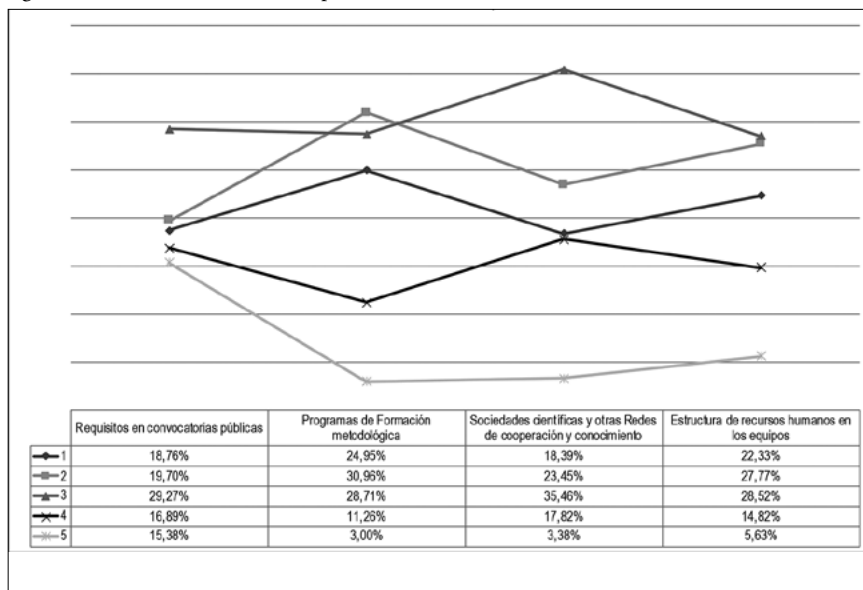 Requisitos en convocatorias públicas
Programas de Formación
metodológica
Sociedades científicas y otras Redes
de cooperación y conocimiento
Estructura de recursos humanos en
los equipos
1 18,76% 24,95% 18,39% 22,33%
2 19,70% 30,96% 23,45% 27,77%
3 29,27% 28,71% 35,46% 28,52%
4 16,89% 11,26% 17,82% 14,82%
5 15,38% 3,00% 3,38% 5,63%